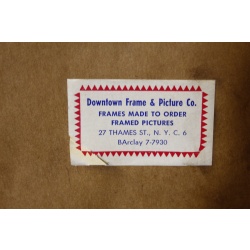 Downtown Frame & Picture Co.
FRAMES MADE TO ORDER
FRAMED PICTURES
27 THAMES ST., N. Y. C. 6
BArclay 7-7930